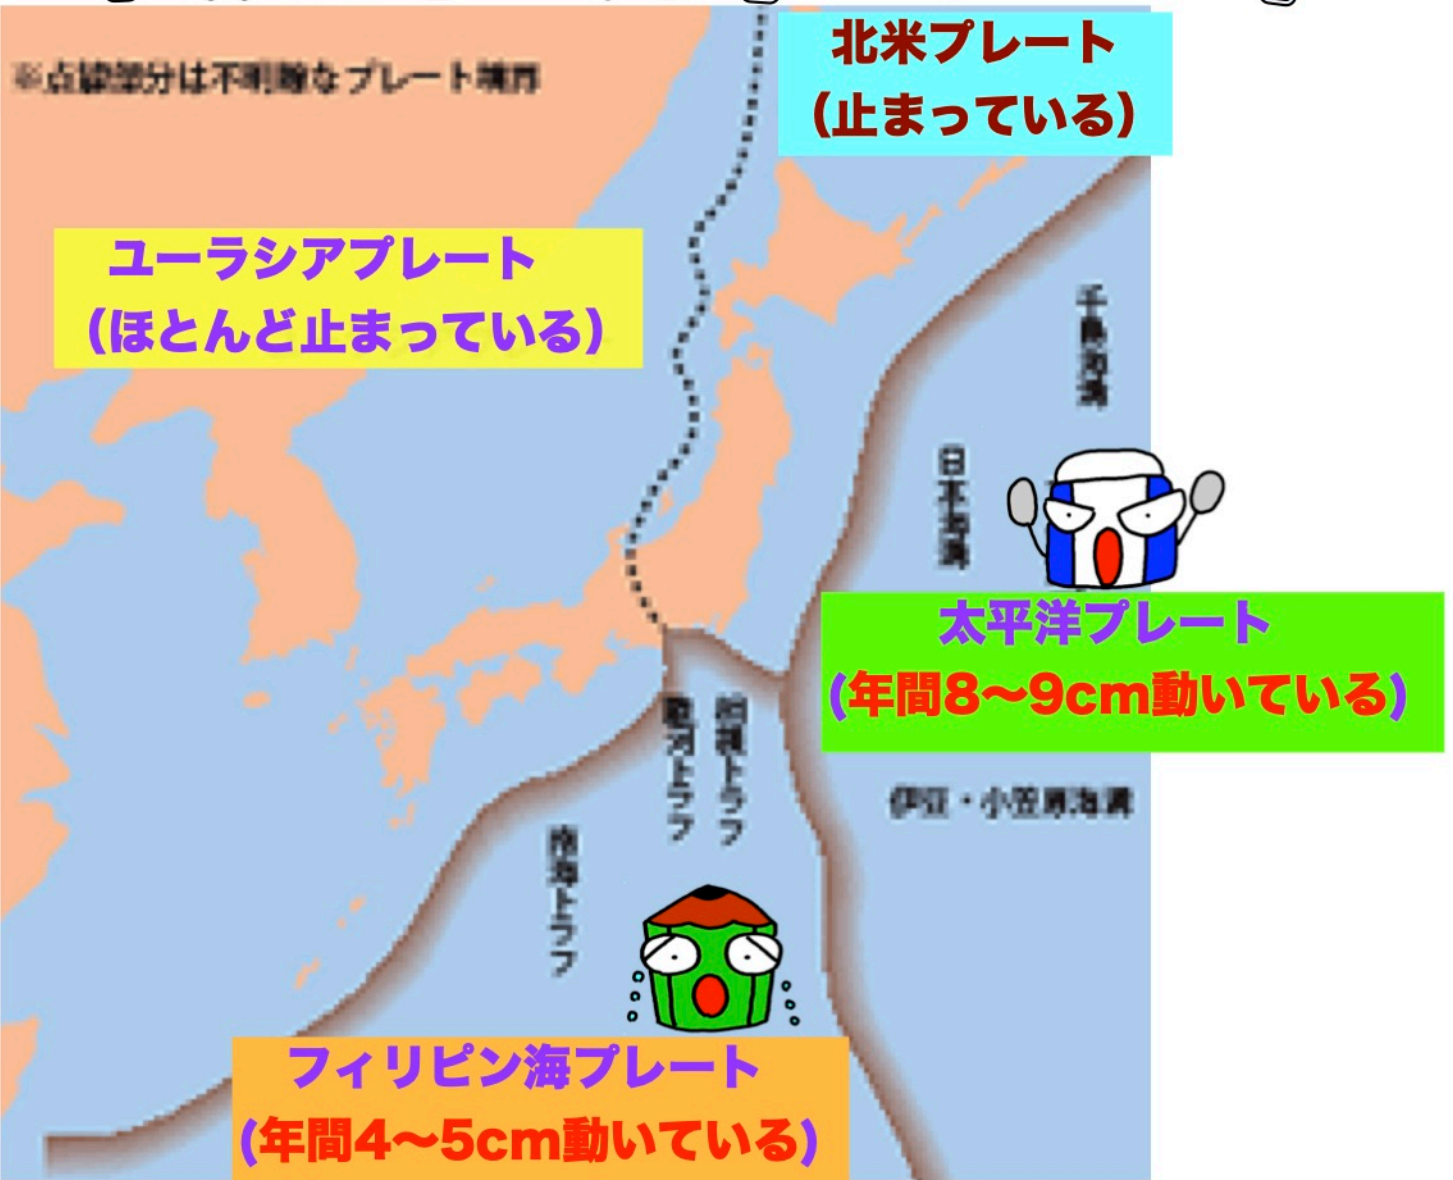 ※点線部分は不明瞭なプレート境界
北米プレート
（止まっている）
ユーラシアプレート
（ほとんど止まっている）
千島海溝
日本海溝
太平洋プレート
(年間8〜9cm動いている)
駿河トラフ
相模トラフ
伊豆・小笠原海溝
南海トラフ
フィリピン海プレート
(年間4〜5cm動いている)